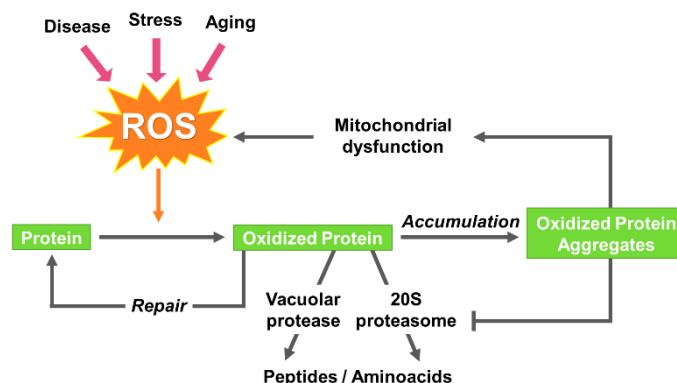 Disease
Stress
Aging
ROS
Mitochondrial
dysfunction
Protein
Oxidized Protein
Accumulation
Oxidized Protein
Aggregates
Repair
Vacuolar
protease
20S
proteasome
Peptides / Aminoacids